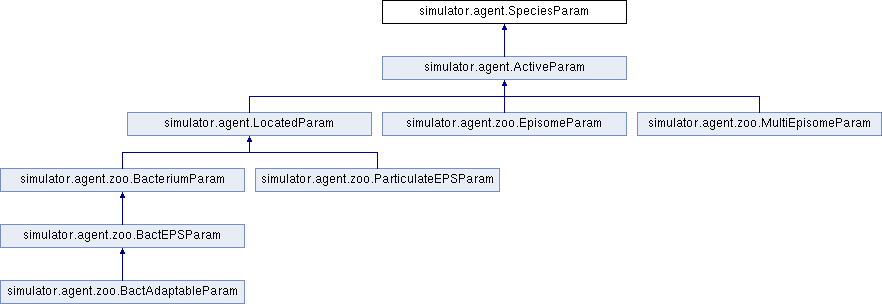 simulator.agent.SpeciesParam
simulator.agent.ActiveParam
simulator.agent.LocatedParam
simulator.agent.zoo.EpisomeParam
simulator.agent.zoo.MultiEpisomeParam
simulator.agent.zoo.BacteriumParam
simulator.agent.zoo.ParticulateEPSParam
simulator.agent.zoo.BactEPSParam
simulator.agent.zoo.BactAdaptableParam